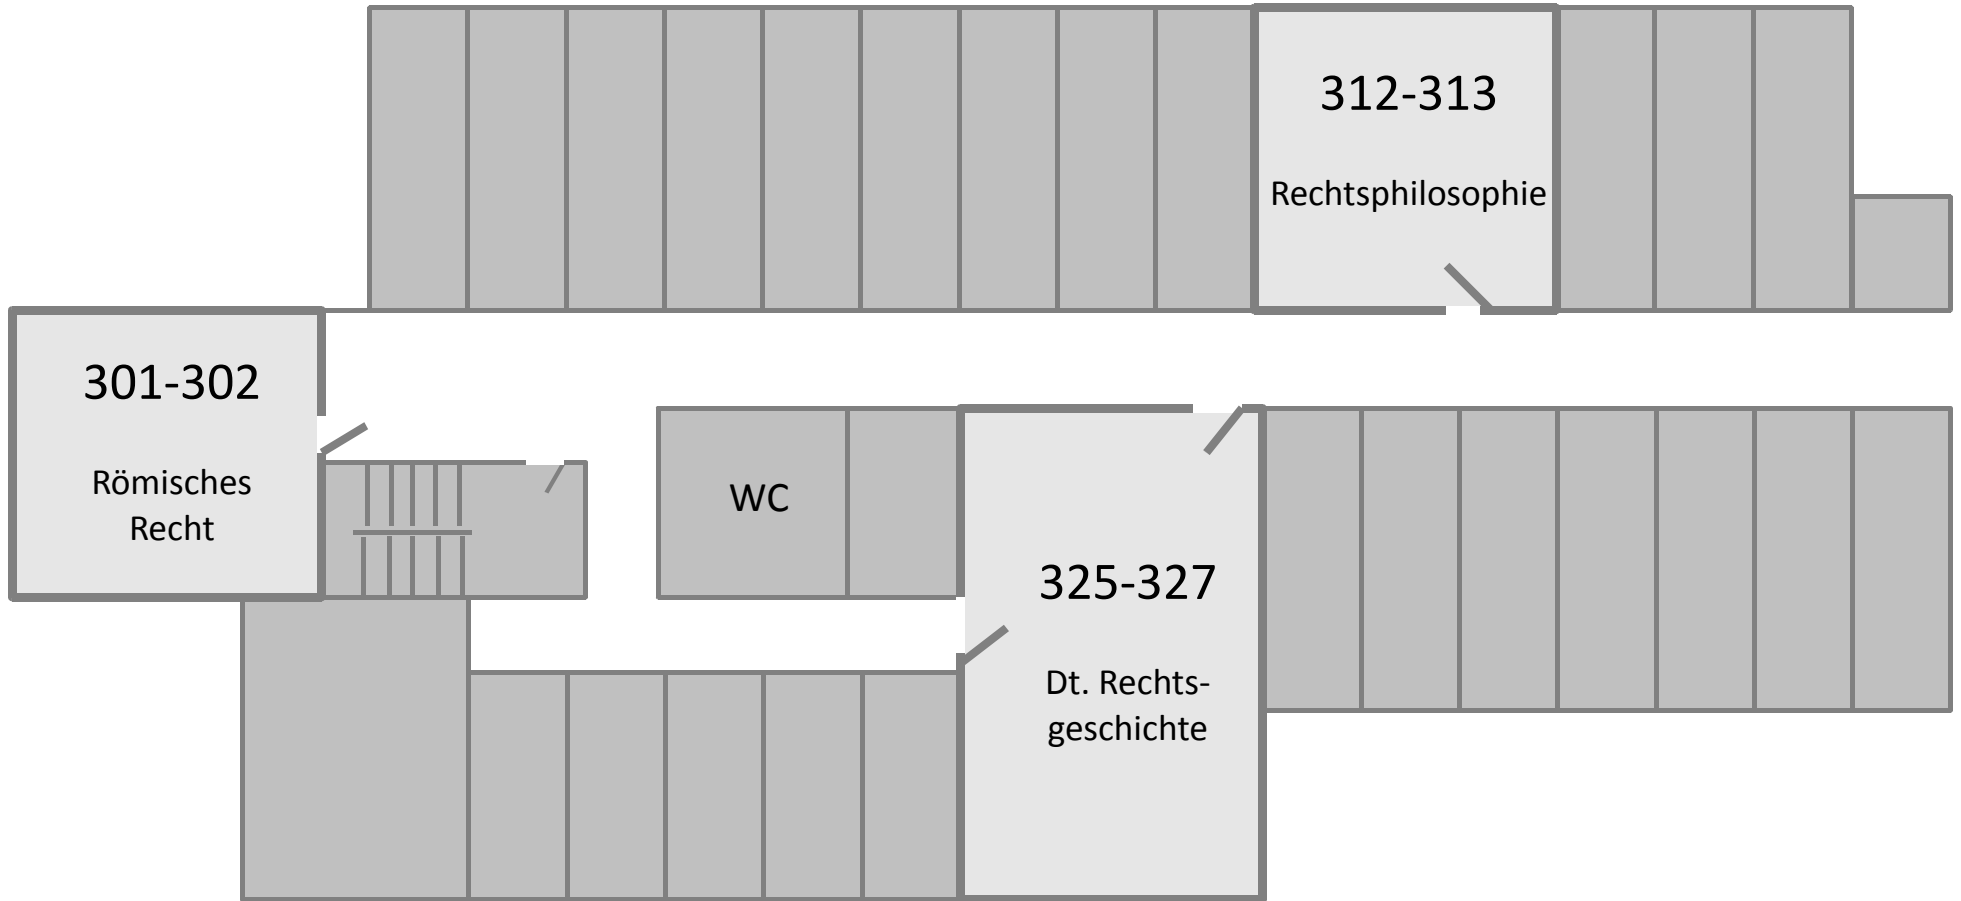 312-313
Rechtsphilosophie
301-302
Römisches
Recht
WC
325-327
Dt. Rechts-
geschichte